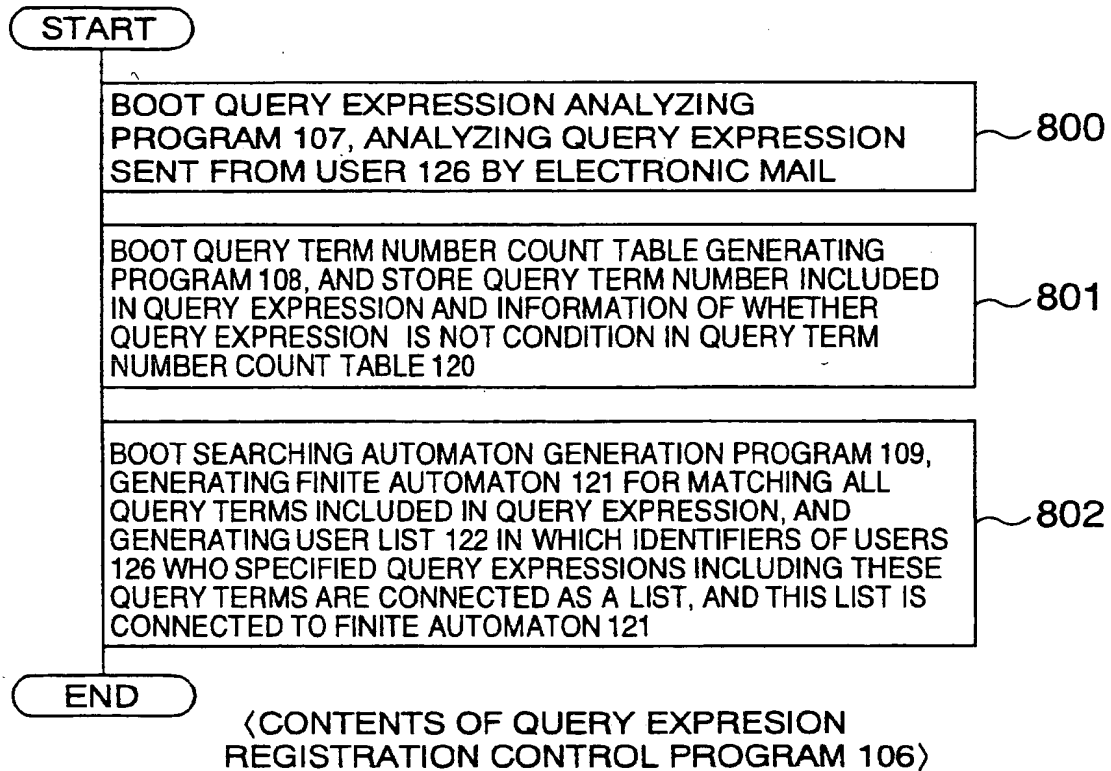 START
BOOT QUERY EXPRESSION ANALYZING
PROGRAM 107, ANALYZING QUERY EXPRESSION
SENT FROM USER 126 BY ELECTRONIC MAIL
800
BOOT QUERY TERM NUMBER COUNT TABLE GENERATING
PROGRAM 108, AND STORE QUERY TERM NUMBER INCLUDED
IN QUERY EXPRESSION AND INFORMATION OF WHETHER
QUERY EXPRESSION IS NOT CONDITION IN QUERY TERM
NUMBER COUNT TABLE 120
801
BOOT SEARCHING AUTOMATON GENERATION PROGRAM 109,
GENERATING FINITE AUTOMATON 121 FOR MATCHING ALL
QUERY TERMS INCLUDED IN QUERY EXPRESSION, AND
GENERATING USER LIST 122 IN WHICH IDENTIFIERS OF USERS
126 WHO SPECIFIED QUERY EXPRESSIONS INCLUDING THESE
QUERY TERMS ARE CONNECTED AS A LIST, AND THIS LIST IS
CONNECTED TO FINITE AUTOMATON 121
802
END
〈CONTENTS OF QUERY EXPRESION
REGISTRATION CONTROL PROGRAM 106〉